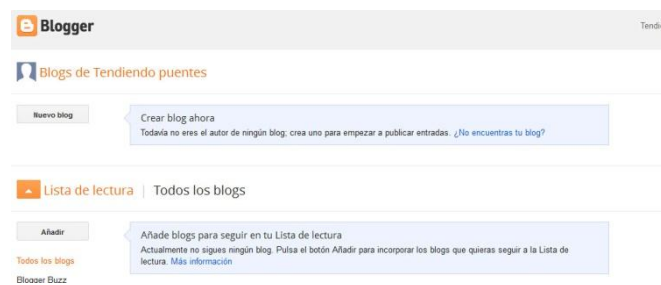 Blogger
Tendi
Blogs de Tendiendo puentes
Nuevo blog
Crear blog ahora
Todavía no eres el autor de ningún blog; crea uno para empezar a publicar entradas. ¿No encuentras tu blog?
Lista de lectura | Todos los blogs
Añadir
Añade blogs para seguir en tu Lista de lectura
Actualmente no sigues ningún blog. Pulsa el botón Añadir para incorporar los blogs que quieras seguir a la Lista de
lectura. Más información
Todos los blogs
Blogger Buzz